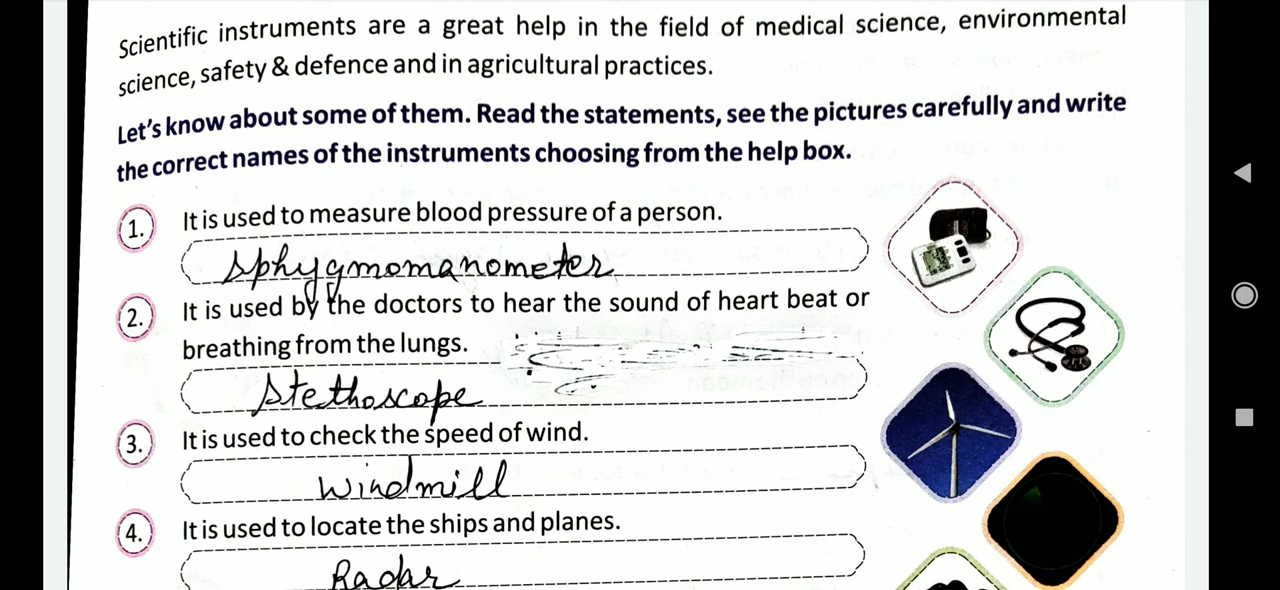 Scientific instruments are a great help in the field of medical science, environmental
science, safety & defence and in agricultural practices.
Let's know about some of them. Read the statements, see the pictures carefully and write
the correct names of the instruments choosing from the help box.
1. It is used to measure blood pressure of a person.
Sphygmomanometer
2. It is used by the doctors to hear the sound of heart beat or
breathing from the lungs.
Stethoscope
3. It is used to check the speed of wind.
Windmill
4. It is used to locate the ships and planes.
Radar